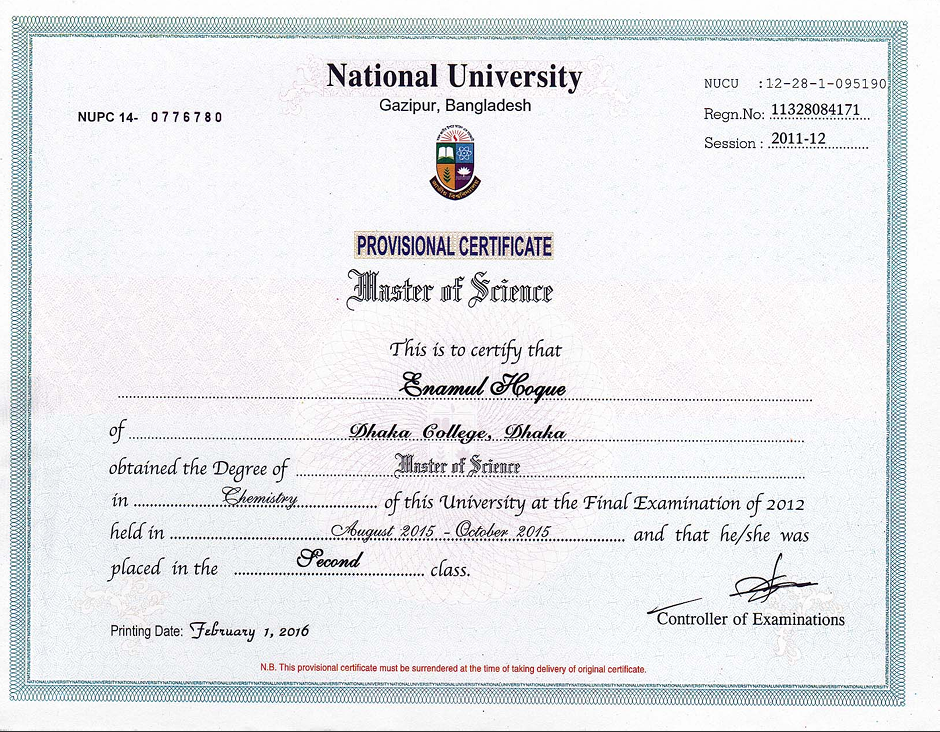 National University
Gazipur, Bangladesh
NUPC 14- 0776780
NUCU :12-28-1-095190
Regn.No: 11328084171
Session : 2011-12
PROVISIONAL CERTIFICATE
Master of Science
This is to certify that
Enamul Hoque
of Dhaka College, Dhaka
obtained the Degree of Master of Science
in Chemistry of this University at the Final Examination of 2012
held in August 2015 - October 2015 and that he/she was
placed in the Second class.
Controller of Examinations
Printing Date: February 1, 2016
N.B. This provisional certificate must be surrendered at the time of taking delivery of original certificate.